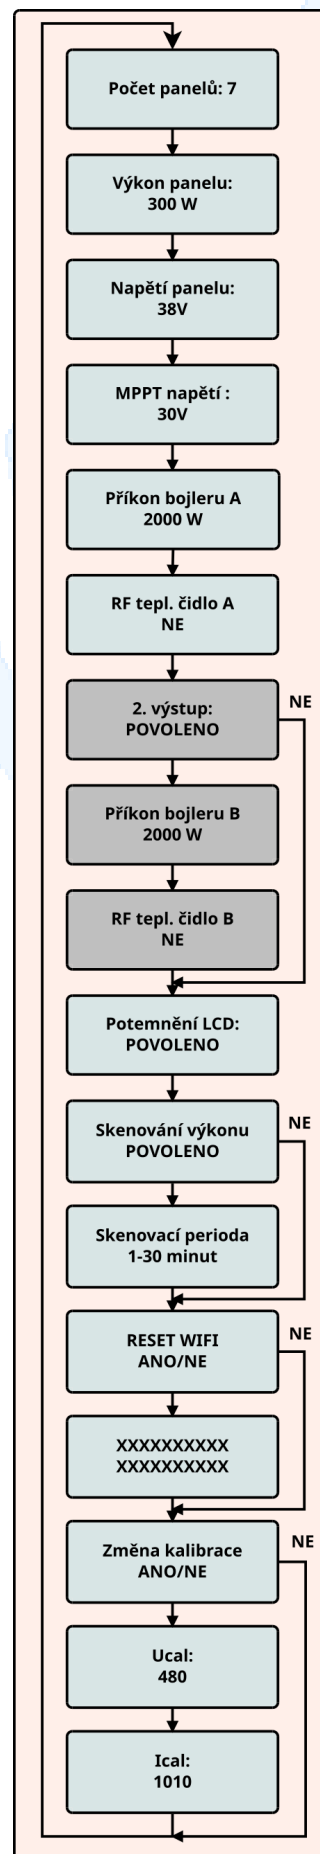 Počet panelů: 7
Výkon panelu:
300 W
Napětí panelu:
38V
MPPT napětí :
30V
Příkon bojleru A
2000 W
RF tepl. čidlo A
NE
2. výstup:
POVOLENO
NE
Příkon bojleru B
2000 W
RF tepl. čidlo B
NE
Potemnění LCD:
POVOLENO
Skenování výkonu
POVOLENO
NE
Skenovací perioda
1-30 minut
RESET WIFI
ANO/NE
NE
XXXXXXXXXX
XXXXXXXXXX
Změna kalibrace
ANO/NE
NE
Ucal:
480
Ical:
1010